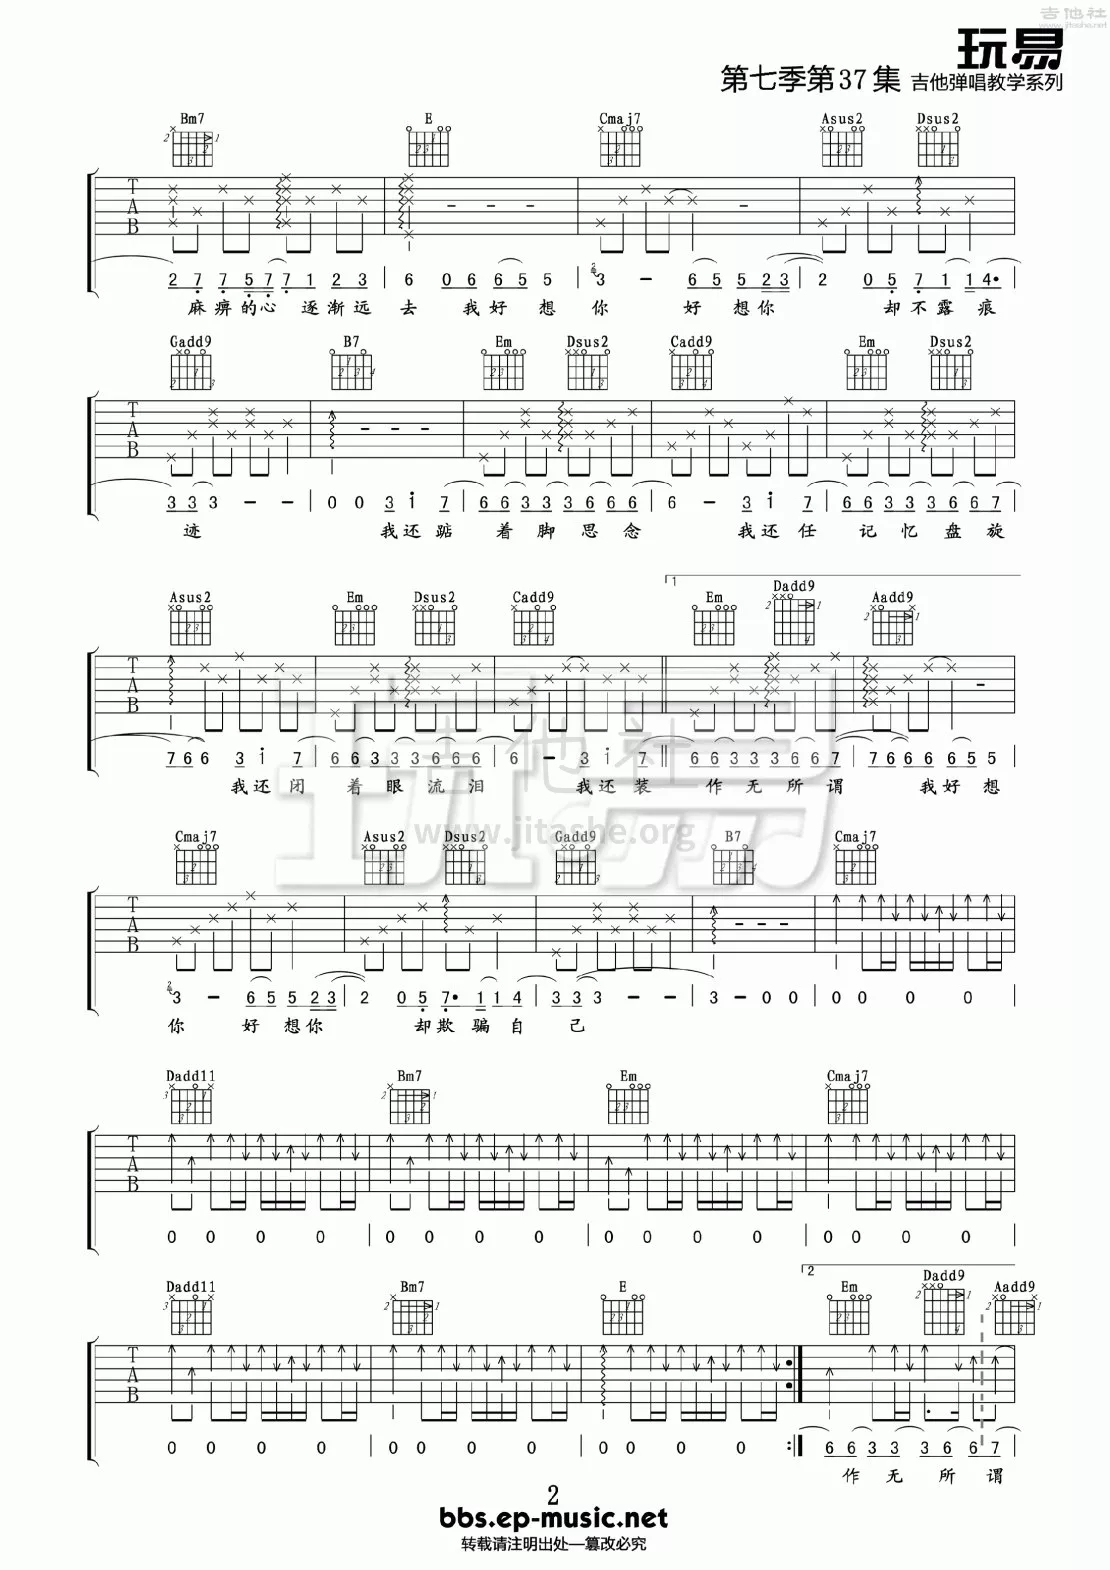 吉他社
www.jitashe.net
玩易
第七季第37集 吉他弹唱教学系列
Bm7 E Cmaj7 Asus2 Dsus2
T A B
2 7 7 5 7 7 1 2 3 | 6 0 6 6 5 5 | 3 - 6 5 5 2 3 | 2 0 5 7 1 1 4·
麻痹的心 逐渐远 去 我好想 你 好想你 却不露痕
Gadd9 B7 Em Dsus2 Cadd9 Em Dsus2
T A B
3 3 3 - - | 0 0 3 i 7 | 6 6 3 3 3 6 6 6 | 6 - 3 i 7 | 6 6 3 3 3 6 6 7
迹 我还踮 着脚思念 我还任 记忆盘旋
1
Asus2 Em Dsus2 Cadd9 Em Dadd9 Aadd9
T A B
7 6 6 3 i 7 | 6 6 3 3 3 6 6 6 | 6 - 3 i 7 | 6 6 3 3 3 6 6 7 | 7 6 6 6 6 5 5
我还闭 着眼流泪 我还装 作无所谓 我好想
吉他社
www.jitashe.org
玩易
Cmaj7 Asus2 Dsus2 Gadd9 B7 Cmaj7
T A B
3 - 6 5 5 2 3 | 2 0 5 7· 1 1 4 | 3 3 3 - - | 3 - 0 0 | 0 0 0 0
你 好想你 却欺骗自己
Dadd11 Bm7 Em Cmaj7
T A B
0 0 0 0 | 0 0 0 0 | 0 0 0 0 | 0 0 0 0
2
Dadd11 Bm7 E Em Dadd9 Aadd9
T A B
0 0 0 0 | 0 0 0 0 | 0 0 0 0 :| 6 6 3 3 3 6 6 7
作无所谓
2
bbs.ep-music.net
转载请注明出处—篡改必究